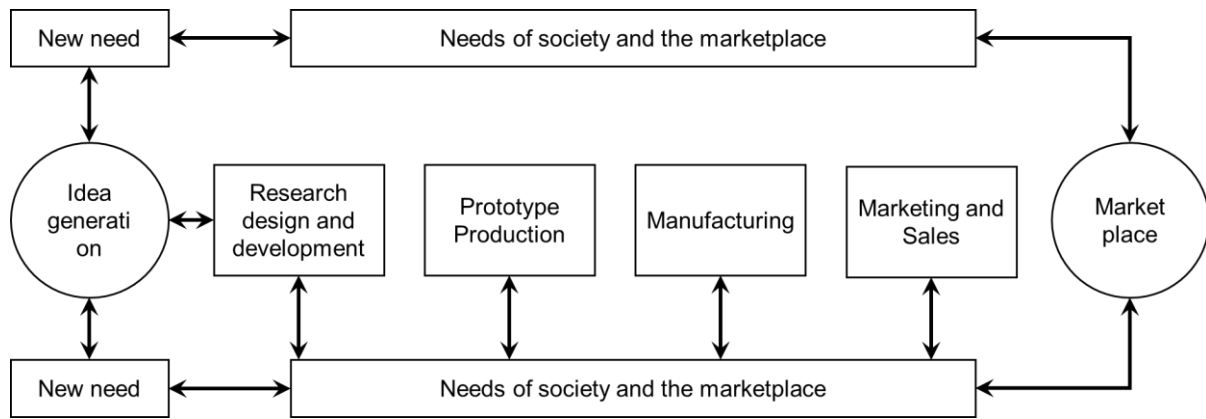 New need
Needs of society and the marketplace
Idea
generati
on
Research
design and
development
Prototype
Production
Manufacturing
Marketing and
Sales
Market
place
New need
Needs of society and the marketplace